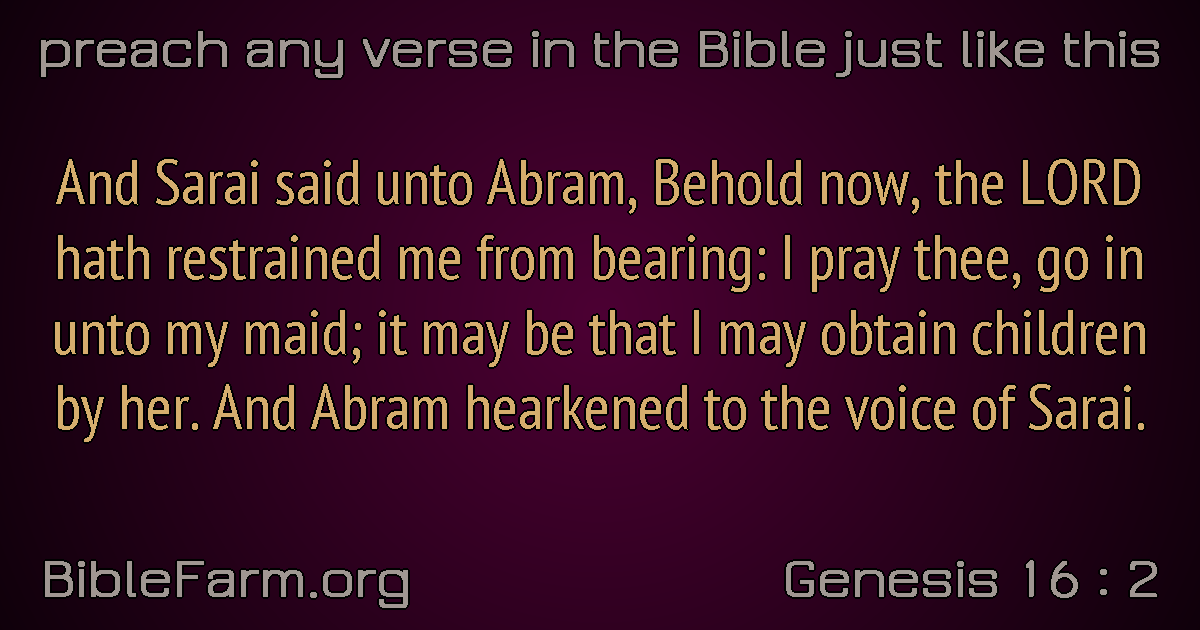 preach any verse in the Bible just like this
And Sarai said unto Abram, Behold now, the LORD
hath restrained me from bearing: I pray thee, go in
unto my maid; it may be that I may obtain children
by her. And Abram hearkened to the voice of Sarai.
BibleFarm.org
Genesis 16 : 2